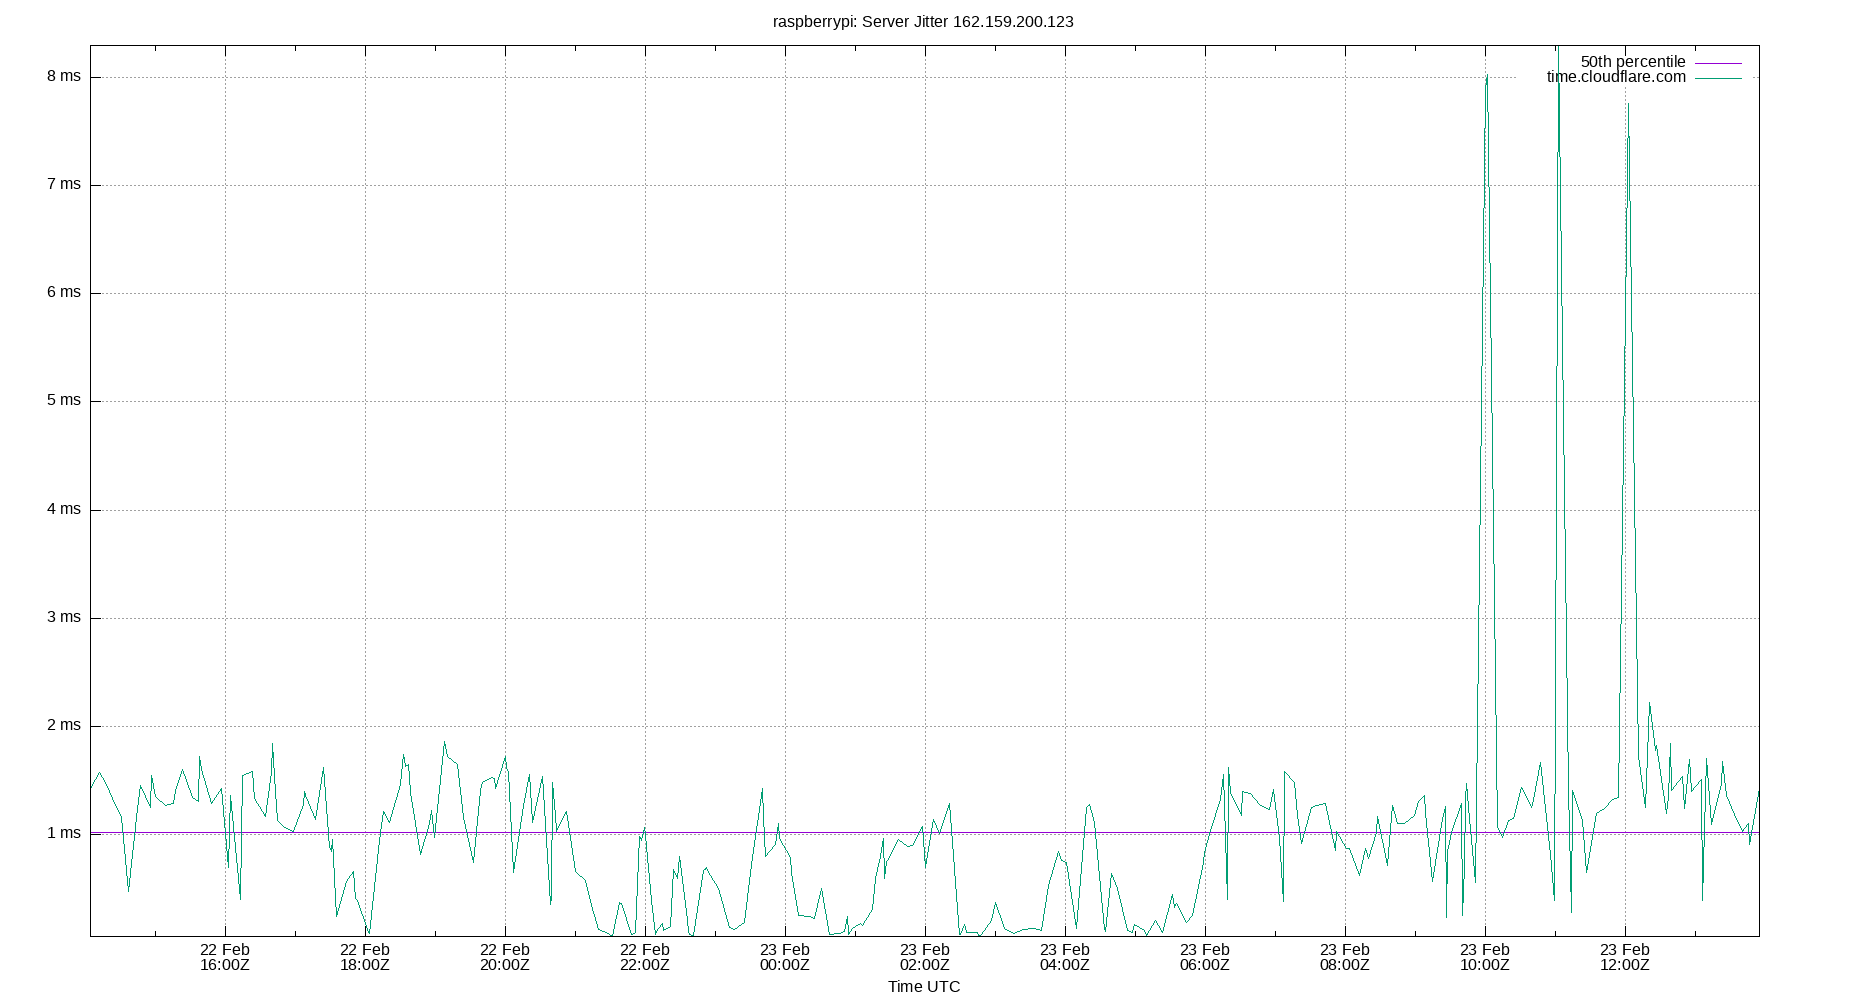 raspberrypi: Server Jitter 162.159.200.123
50th percentile
time.cloudflare.com
8 ms
7 ms
6 ms
5 ms
4 ms
3 ms
2 ms
1 ms
22 Feb 22 Feb 22 Feb 22 Feb 23 Feb 23 Feb 23 Feb 23 Feb 23 Feb 23 Feb 23 Feb
16:00Z 18:00Z 20:00Z 22:00Z 00:00Z 02:00Z 04:00Z 06:00Z 08:00Z 10:00Z 12:00Z
Time UTC